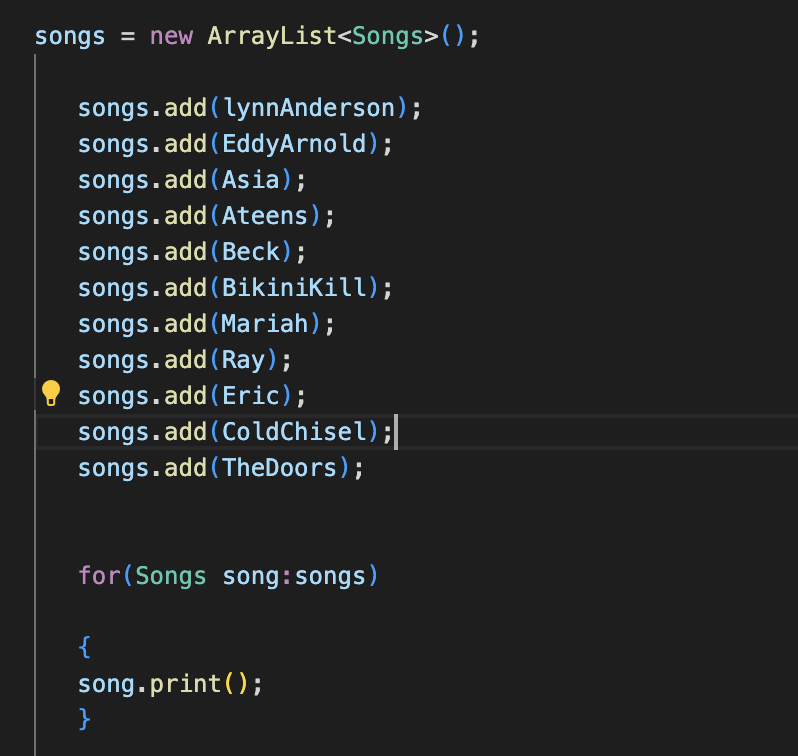 songs = new ArrayList<Songs>();
songs.add(lynnAnderson);
songs.add(EddyArnold);
songs.add(Asia);
songs.add(Ateens);
songs.add(Beck);
songs.add(BikiniKill);
songs.add(Mariah);
songs.add(Ray);
songs.add(Eric);
songs.add(ColdChisel);
songs.add(TheDoors);
for(Songs song:songs)
{
song.print();
}